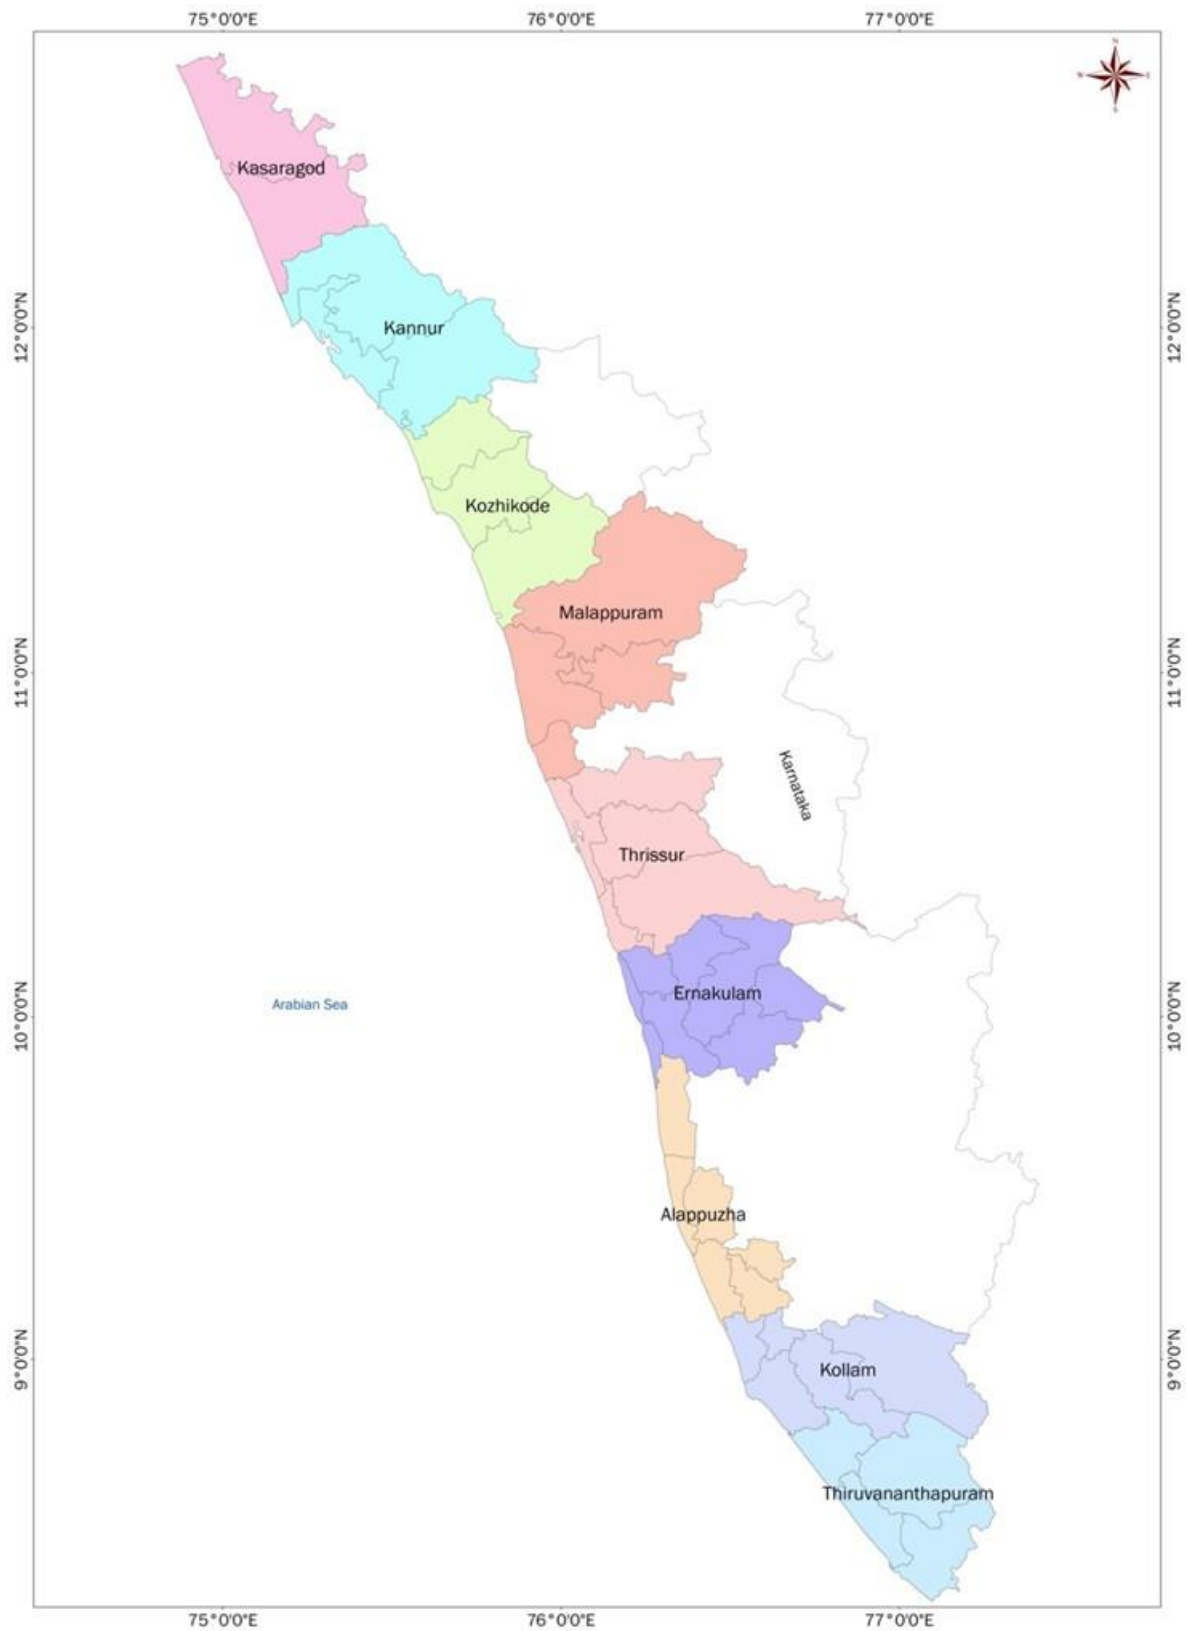 75°0'0"E
76°0'0"E
77°0'0"E
N
W
E
S
Kasaragod
12°0'0"N
12°0'0"N
Kannur
Kozhikode
Malappuram
11°0'0"N
11°0'0"N
Karnataka
Thrissur
Ernakulam
Arabian Sea
10°0'0"N
10°0'0"N
Alappuzha
9°0'0"N
9°0'0"N
Kollam
Thiruvananthapuram
75°0'0"E
76°0'0"E
77°0'0"E